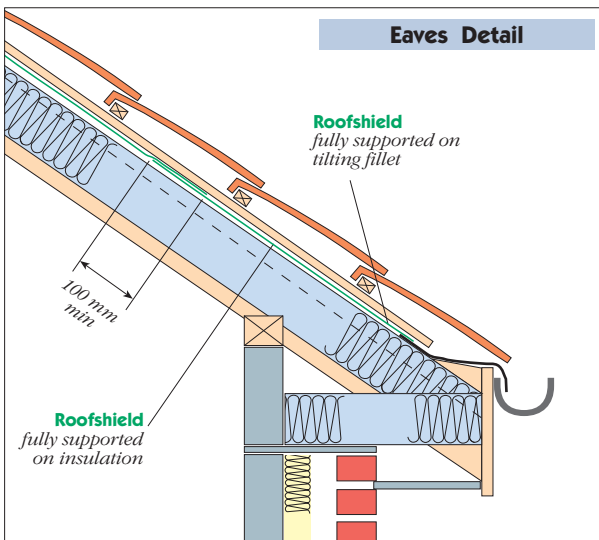 Eaves Detail
Roofshield
fully supported on
tilting fillet
100 mm
min
Roofshield
fully supported
on insulation